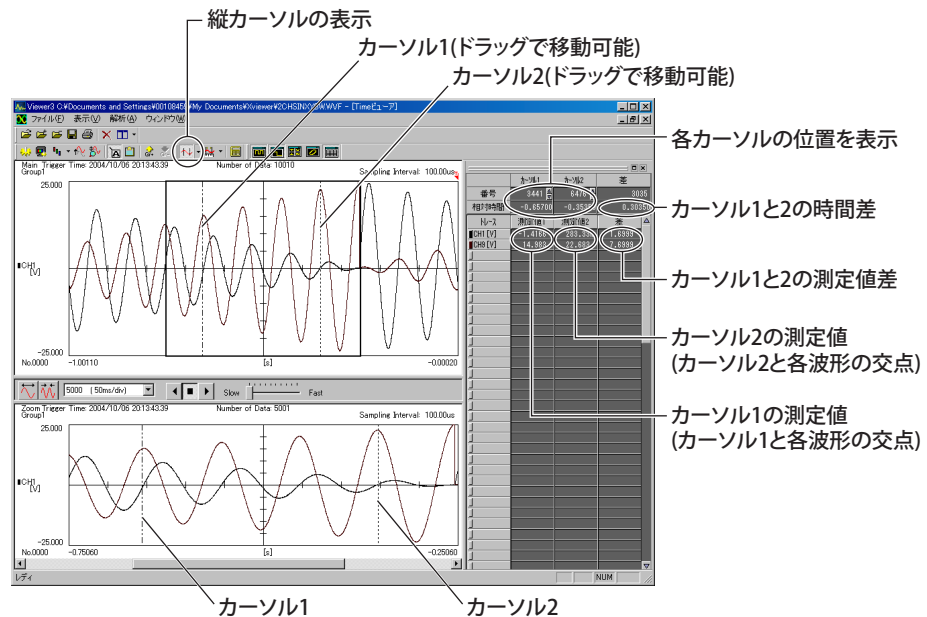 縦カーソルの表示
カーソル1(ドラッグで移動可能)
カーソル2(ドラッグで移動可能)
各カーソルの位置を表示
カーソル1と2の時間差
カーソル1と2の測定値差
カーソル2の測定値
(カーソル2と各波形の交点)
カーソル1の測定値
(カーソル1と各波形の交点)
ファイル(F) 表示(V) 解析(A) ウィンドウ(W)
Main Trigger Time: 2004/10/06 20:13:43.39 Number of Data: 10010
Group1 Sampling Interval: 100.00us
25.000
CH1
[V]
-25.000
No.0000 -1.00110 [s] -0.00020
5000 (50ms/div) Slow Fast
Zoom Trigger Time: 2004/10/06 20:13:43.39 Number of Data: 5001
Group1 Sampling Interval: 100.00us
25.000
CH1
[V]
-25.000
No.0000 -0.75060 [s] -0.25060
カーソル1 カーソル2 差
番号 3441 6476 3035
相対時間 -0.65700
トレース 測定値1 測定値2 差
CH1 [V]
CH9 [V] 14.983 22.683 7.6999
レディ NUM
カーソル1
カーソル2